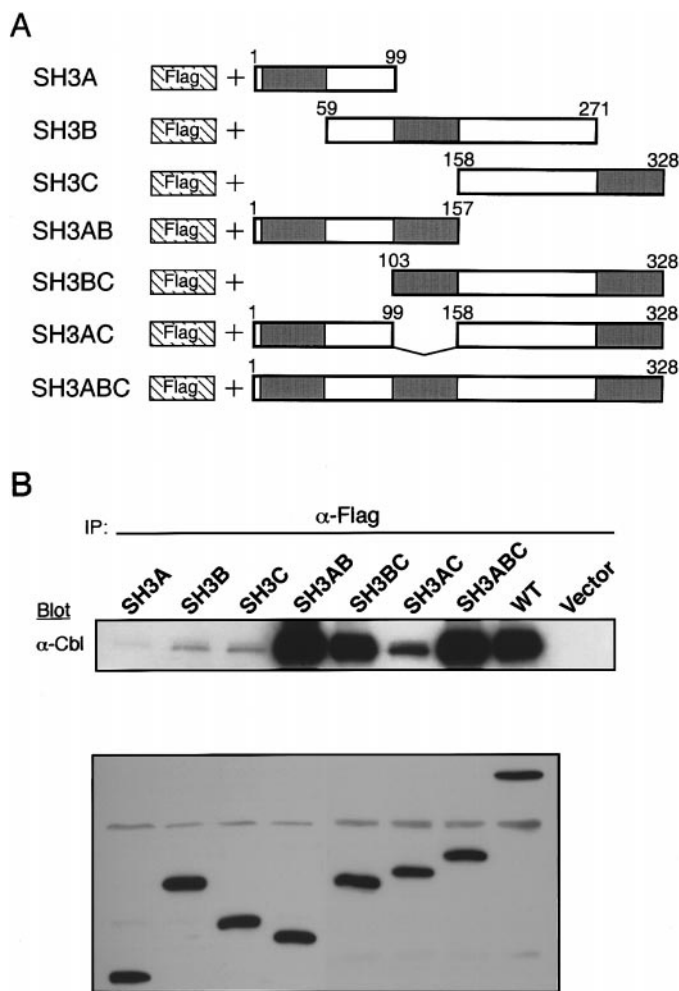 A
SH3A Flag + 1 99
SH3B Flag + 59 271
SH3C Flag + 158 328
SH3AB Flag + 1 157
SH3BC Flag + 103 328
SH3AC Flag + 1 99 158 328
SH3ABC Flag + 1 328
B
IP: α-Flag
SH3A SH3B SH3C SH3AB SH3BC SH3AC SH3ABC WT Vector
Blot
α-Cbl